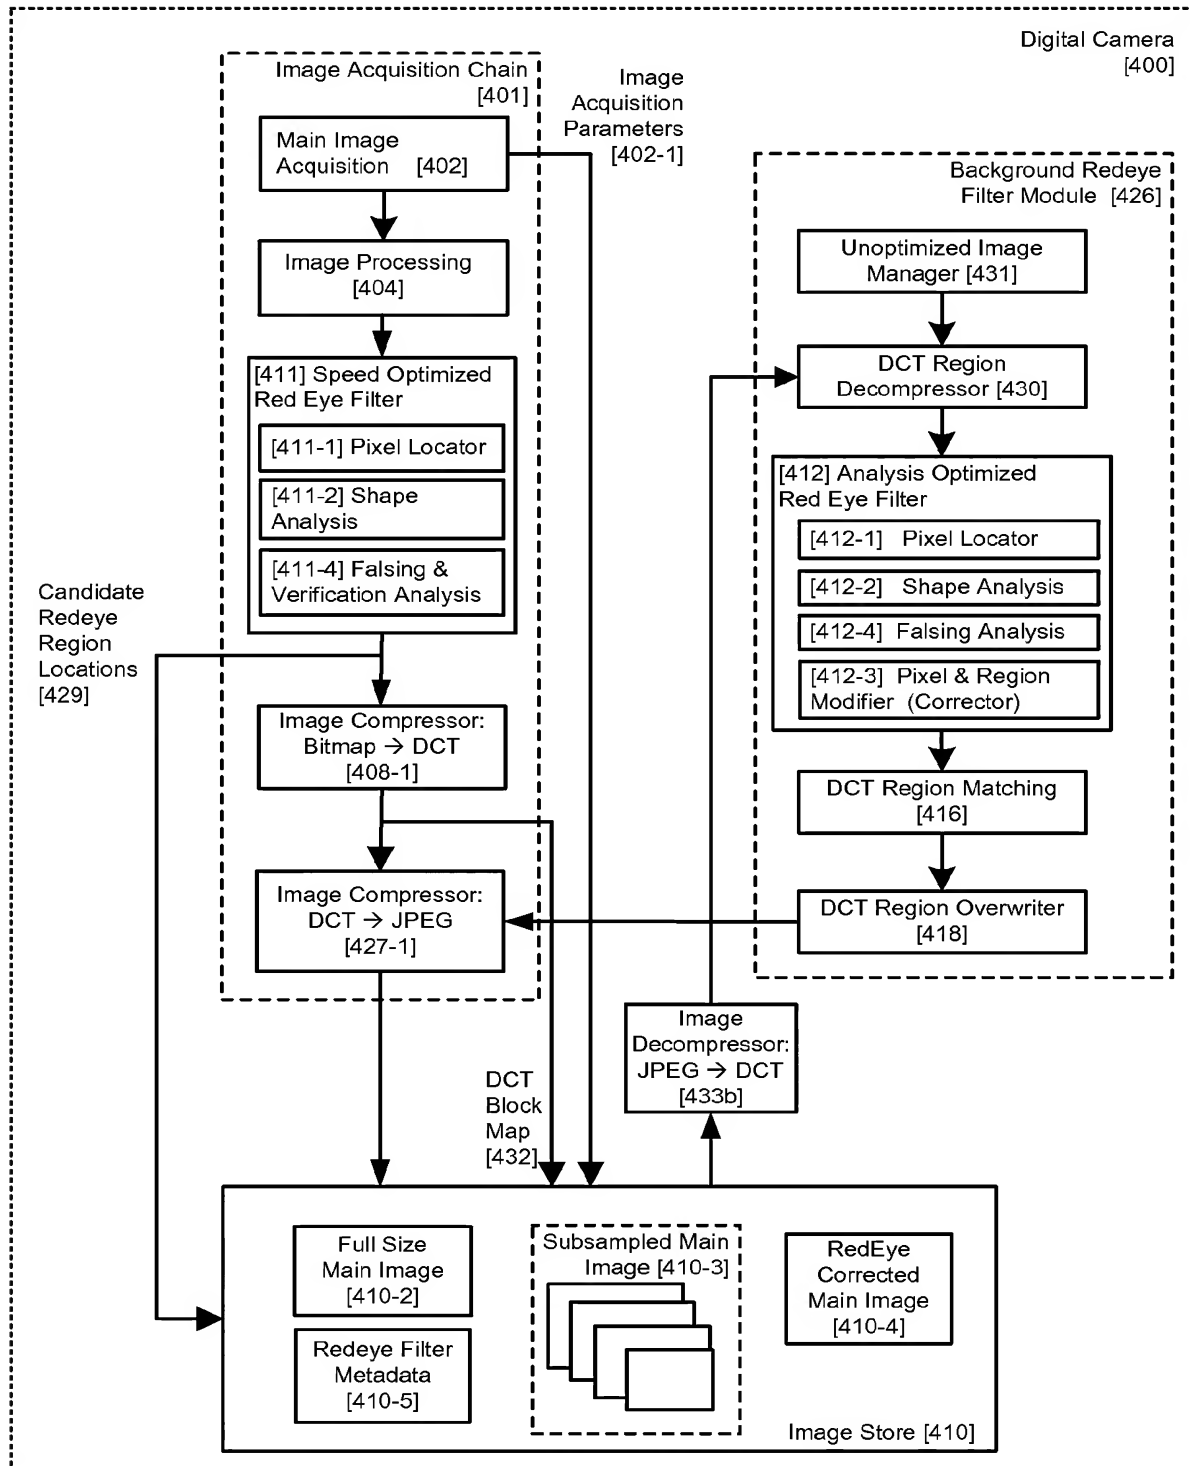 Digital Camera
[400]
Image Acquisition Chain
[401]
Image
Acquisition
Parameters
[402-1]
Main Image
Acquisition [402]
Image Processing
[404]
[411] Speed Optimized
Red Eye Filter
[411-1] Pixel Locator
[411-2] Shape
Analysis
[411-4] Falsing &
Verification Analysis
Candidate
Redeye
Region
Locations
[429]
Image Compressor:
Bitmap → DCT
[408-1]
Image Compressor:
DCT → JPEG
[427-1]
Background Redeye
Filter Module [426]
Unoptimized Image
Manager [431]
DCT Region
Decompressor [430]
[412] Analysis Optimized
Red Eye Filter
[412-1] Pixel Locator
[412-2] Shape Analysis
[412-4] Falsing Analysis
[412-3] Pixel & Region
Modifier (Corrector)
DCT Region Matching
[416]
DCT Region Overwriter
[418]
Image
Decompressor:
JPEG → DCT
[433b]
DCT
Block
Map
[432]
Full Size
Main Image
[410-2]
Redeye Filter
Metadata
[410-5]
Subsampled Main
Image [410-3]
RedEye
Corrected
Main Image
[410-4]
Image Store [410]